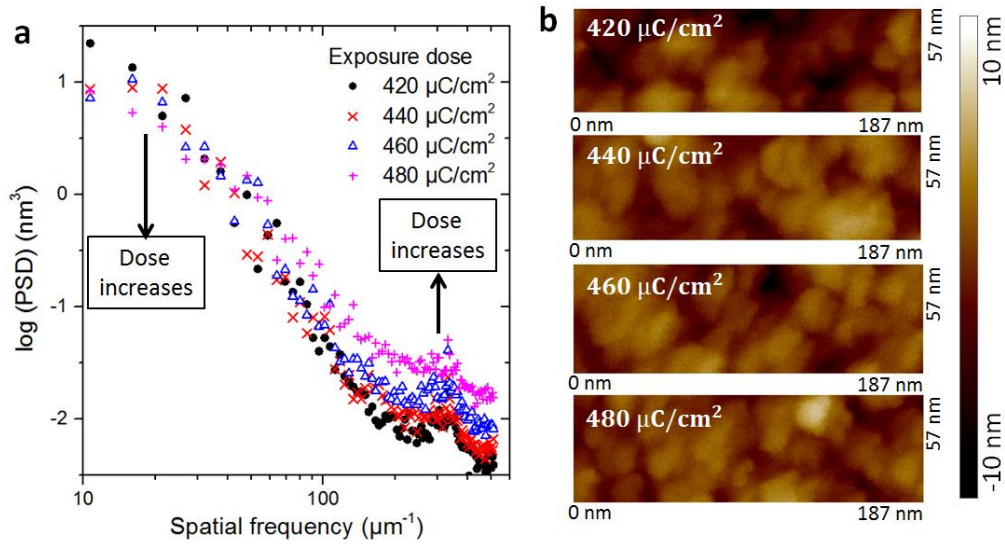 a
Exposure dose
420 μC/cm²
440 μC/cm²
460 μC/cm²
480 μC/cm²
Dose
increases
Dose
increases
1
0
-1
-2
10
100
log (PSD) (nm³)
Spatial frequency (μm⁻¹)
b
420 μC/cm²
57 nm
0 nm
187 nm
440 μC/cm²
57 nm
0 nm
187 nm
460 μC/cm²
57 nm
0 nm
187 nm
480 μC/cm²
57 nm
0 nm
187 nm
10 nm
-10 nm